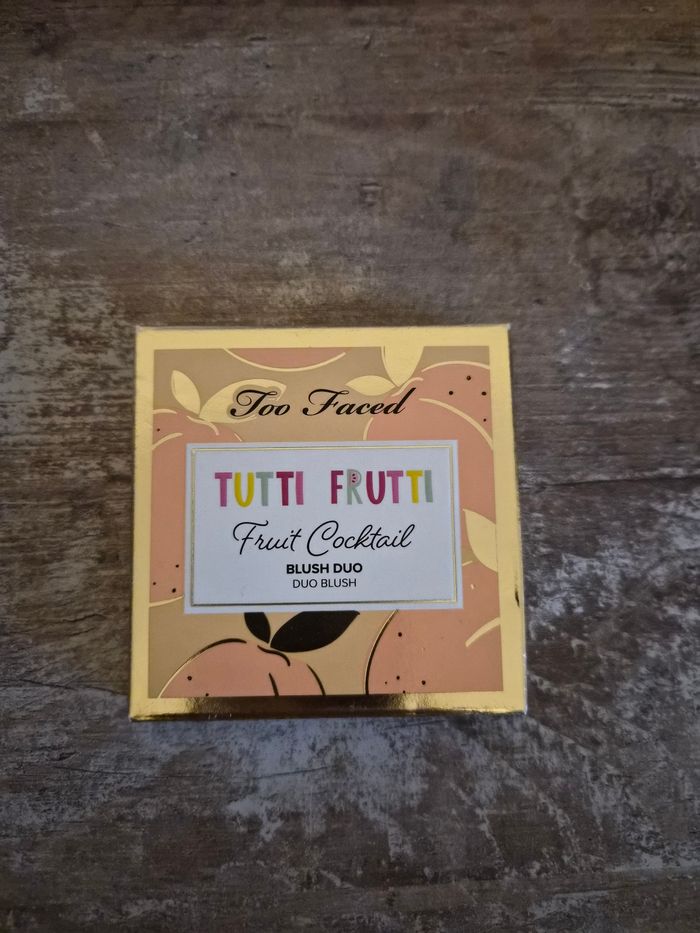 Too Faced
TUTTI FRUTTI
Fruit Cocktail
BLUSH DUO
DUO BLUSH